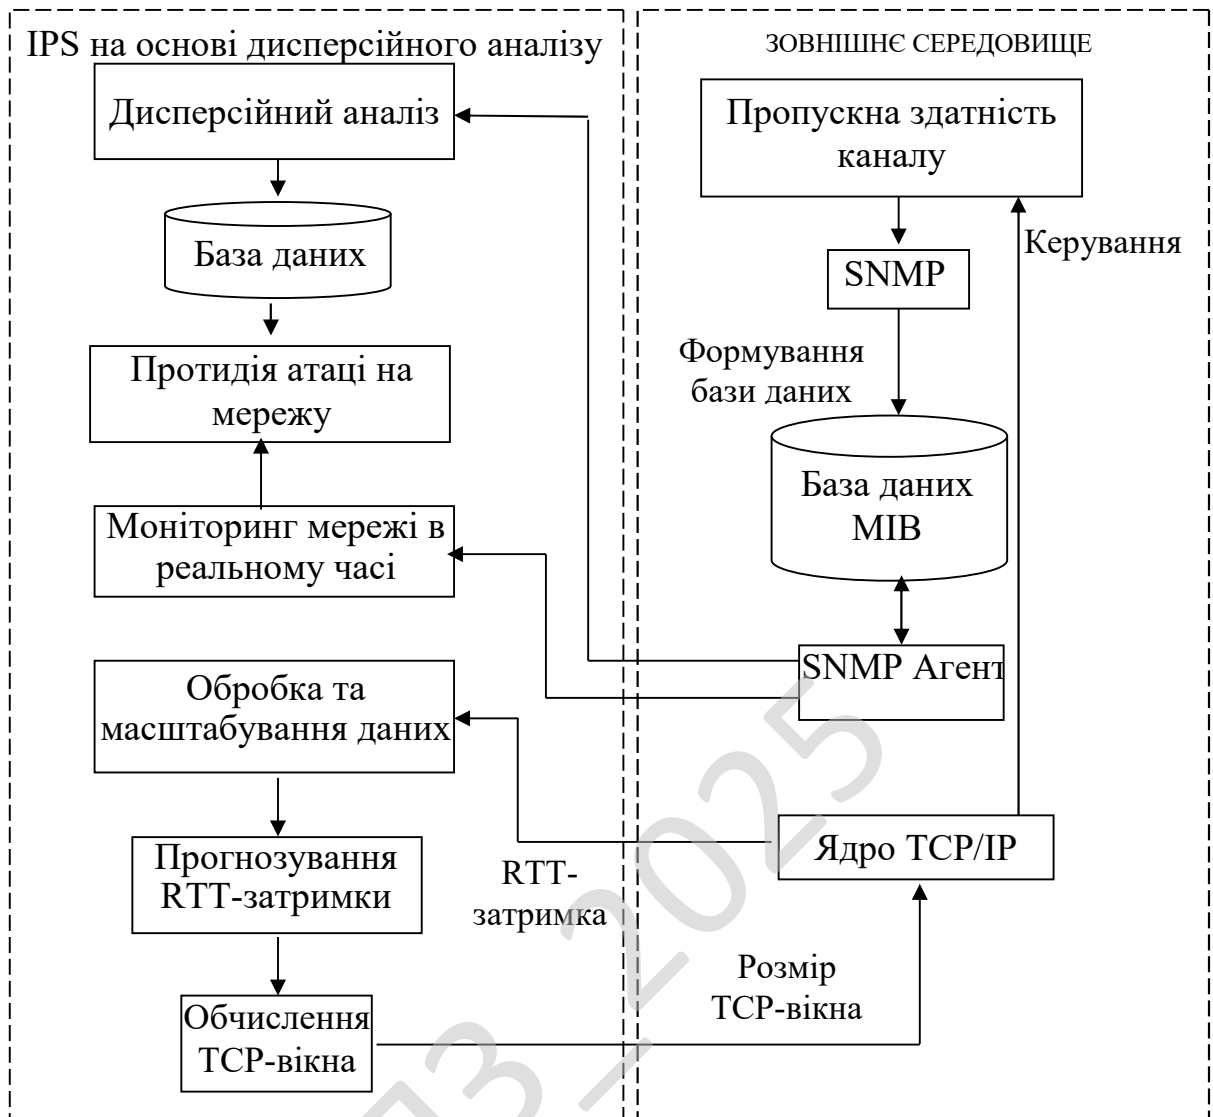 IPS на основі дисперсійного аналізу
Дисперсійний аналіз
База даних
Протидія атаці на
мережу
Моніторинг мережі в
реальному часі
Обробка та
масштабування даних
Прогнозування
RTT-затримки
Обчислення
TCP-вікна
RTT-
затримка
ЗОВНІШНЄ СЕРЕДОВИЩЕ
Пропускна здатність
каналу
Керування
SNMP
Формування
бази даних
База даних
MIB
SNMP Агент
Ядро TCP/IP
Розмір
TCP-вікна
_2025